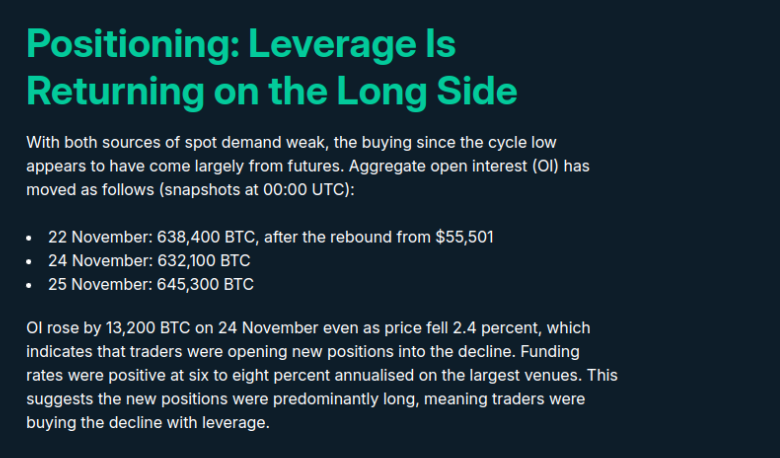 Positioning: Leverage Is
Returning on the Long Side
With both sources of spot demand weak, the buying since the cycle low
appears to have come largely from futures. Aggregate open interest (OI) has
moved as follows (snapshots at 00:00 UTC):
• 22 November: 638,400 BTC, after the rebound from $55,501
• 24 November: 632,100 BTC
• 25 November: 645,300 BTC
OI rose by 13,200 BTC on 24 November even as price fell 2.4 percent, which
indicates that traders were opening new positions into the decline. Funding
rates were positive at six to eight percent annualised on the largest venues. This
suggests the new positions were predominantly long, meaning traders were
buying the decline with leverage.